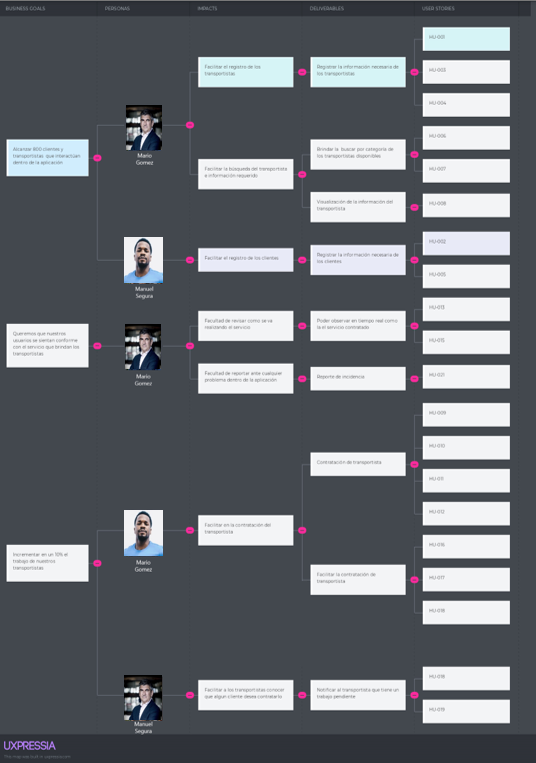 BUSINESS GOALS
PERSONAS
IMPACTS
DELIVERABLES
USER STORIES
Alcanzar 800 clientes y
transportistas que interactúan
dentro de la aplicación
Mario
Gomez
Facilitar el registro de los
transportistas
Registrar la información necesaria de
los transportistas
HU-001
HU-003
HU-004
Facilitar la búsqueda del transportista
e información requerido
Brindar la buscar por categoría de
los transportistas disponibles
HU-006
HU-007
Visualización de la información del
transportista
HU-008
Manuel
Segura
Facilitar el registro de los clientes
Registrar la información necesaria de
los clientes
HU-002
HU-005
Queremos que nuestros
usuarios se sientan conforme
con el servicio que brindan los
transportistas
Mario
Gomez
Facultad de revisar como se va
realizando el servicio
Poder observar en tiempo real como
va el servicio contratado
HU-013
HU-015
Facultad de reportar ante cualquier
problema dentro de la aplicación
Reporte de incidencia
HU-021
Incrementar en un 10% el
trabajo de nuestros
transportistas
Mario
Gomez
Facilitar en la contratación del
transportista
Contratación de transportista
HU-009
HU-010
HU-011
HU-012
Facilitar la contratación de
transportista
HU-016
HU-017
HU-018
Manuel
Segura
Facilitar a los transportistas conocer
que algun cliente desea contratarlo
Notificar al transportista que tiene un
trabajo pendiente
HU-018
HU-019
UXPRESSIA
This map was built in uxpressia.com